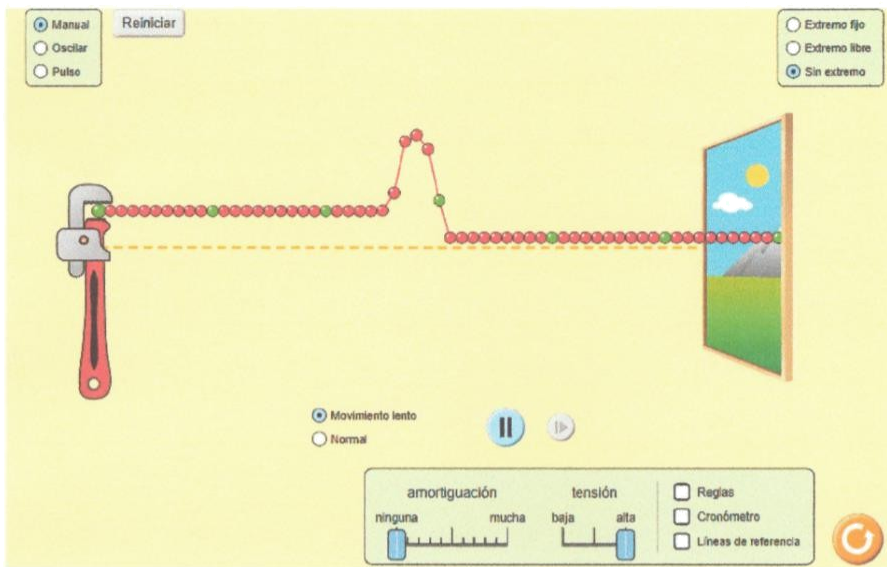 Manual
Oscilar
Pulso
Reiniciar
Extremo fijo
Extremo libre
Sin extremo
Movimiento lento
Normal
amortiguación
ninguna
mucha
tensión
baja
alta
Reglas
Cronómetro
Líneas de referencia